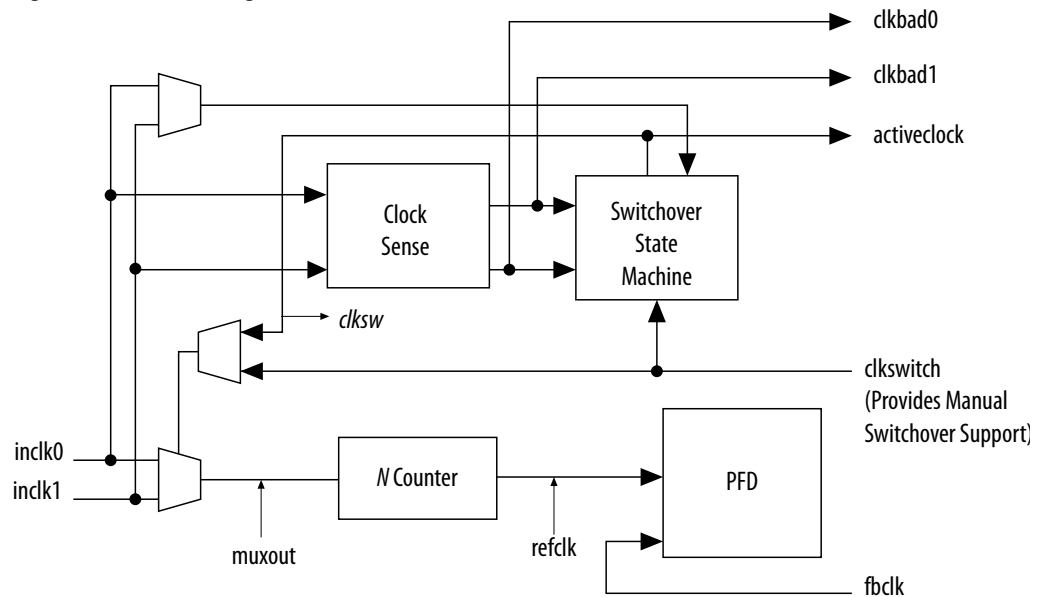 clkbad0
clkbad1
activeclock
Clock
Sense
Switchover
State
Machine
clksw
clkswitch
(Provides Manual
Switchover Support)
inclk0
inclk1
N Counter
PFD
muxout
refclk
fbclk